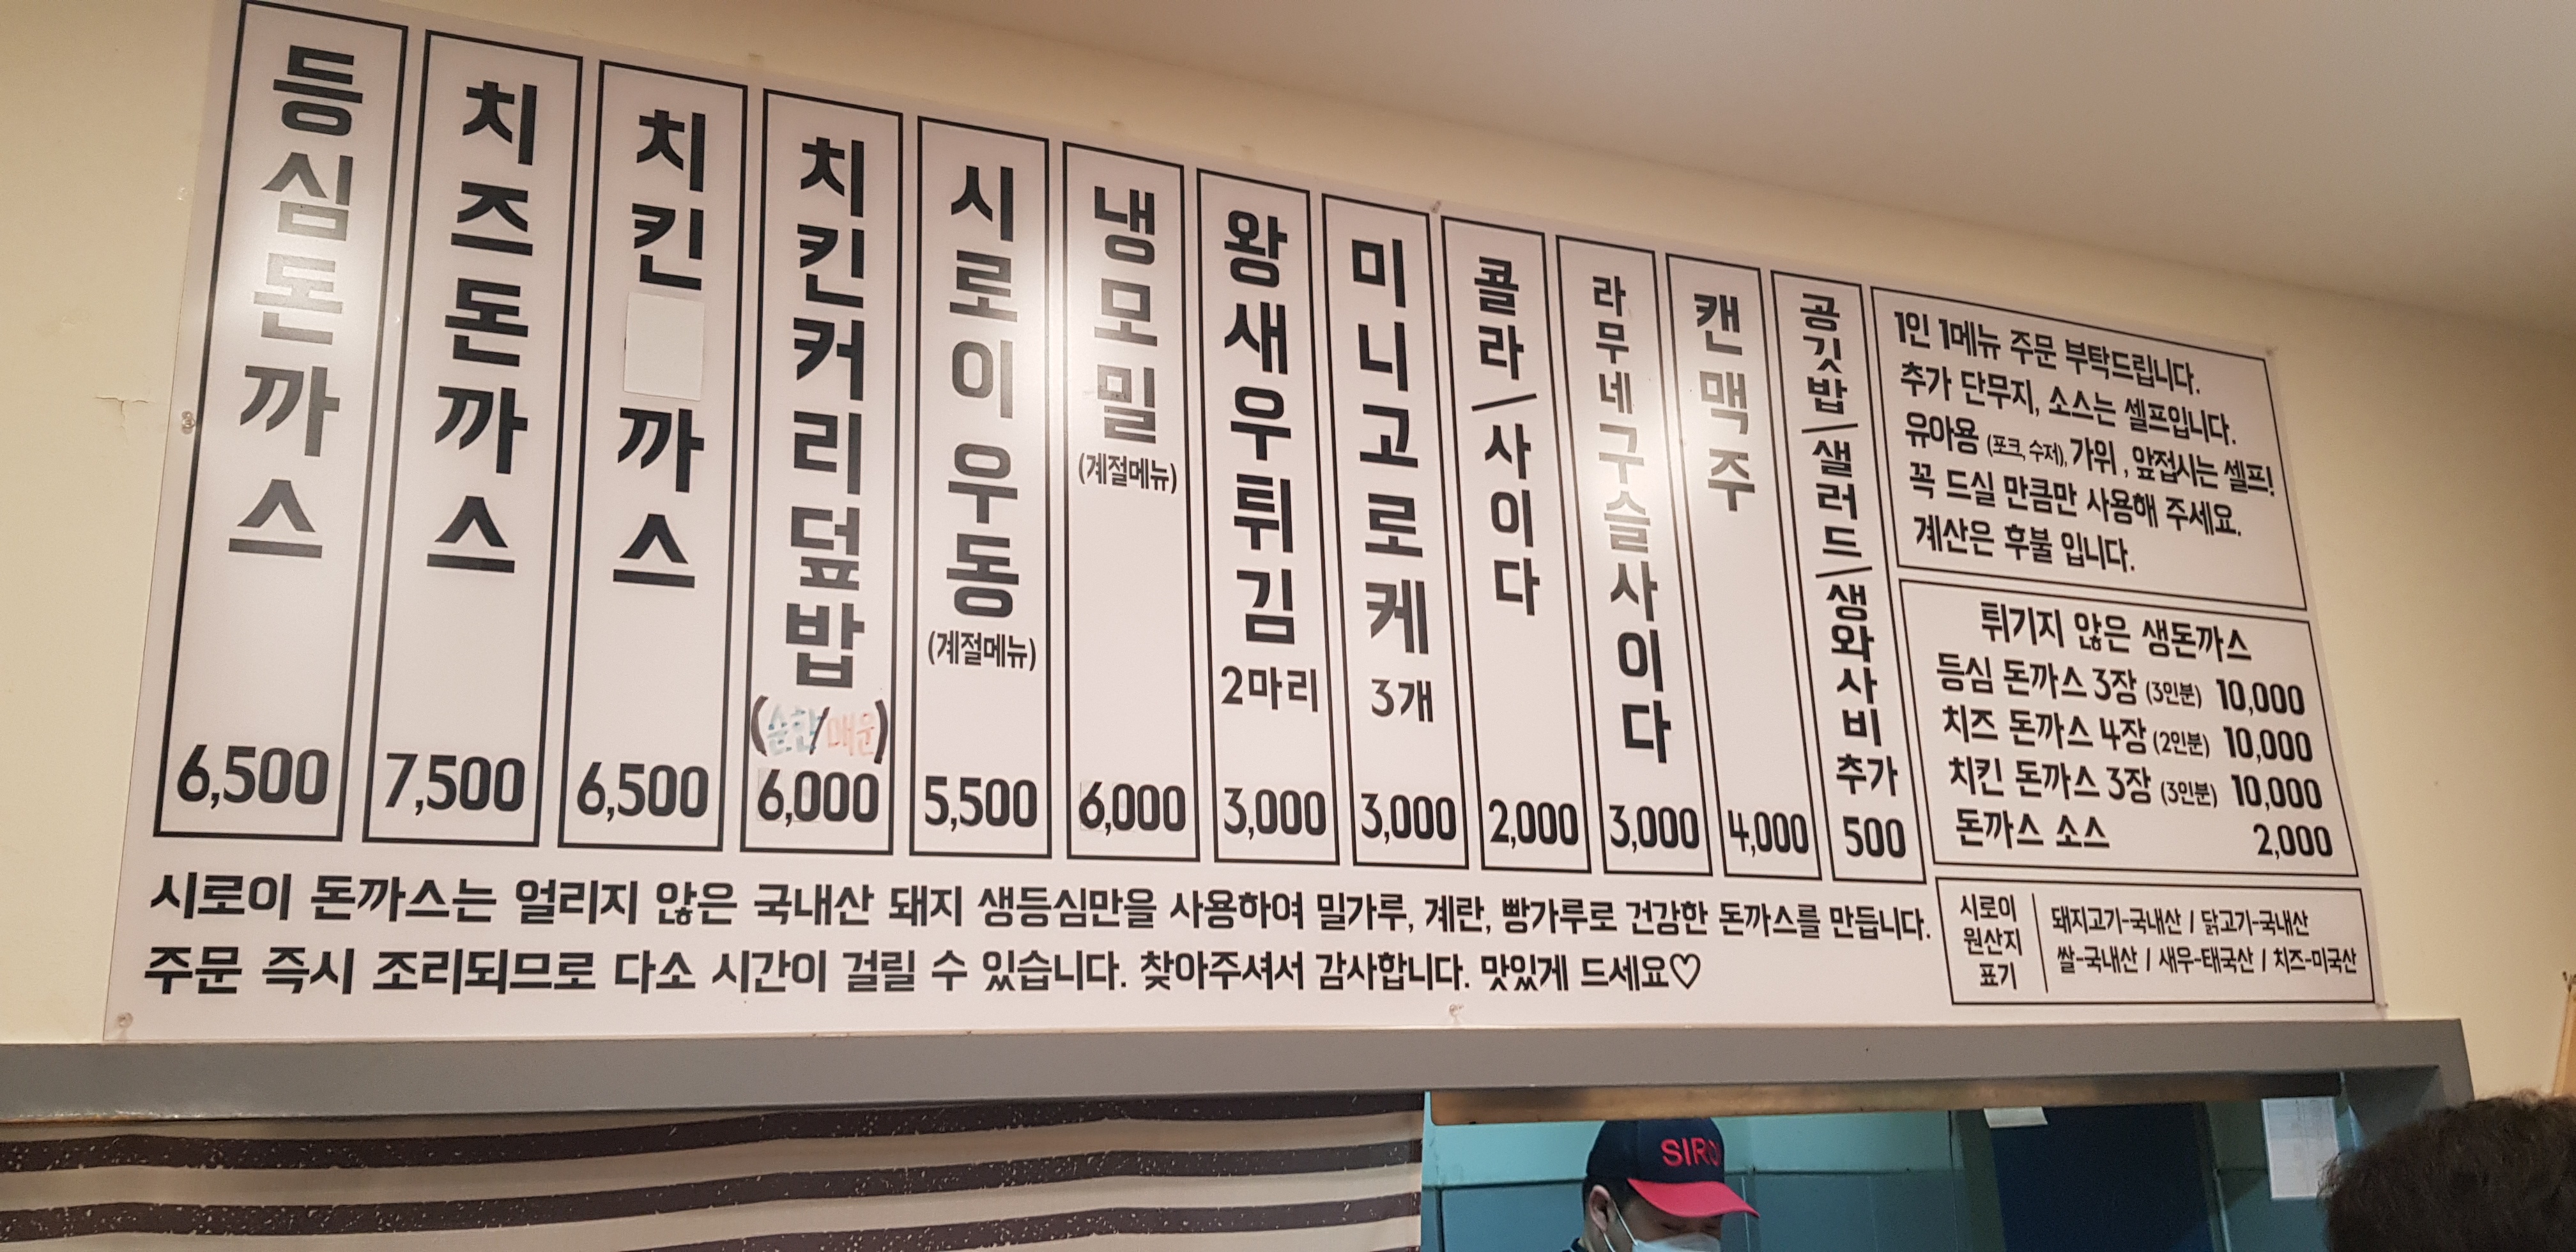 등심돈까스
6,500
치즈돈까스
7,500
치킨 까스
6,500
치킨커리덮밥
(순한/매운)
6,000
시로이우동
(계절메뉴)
5,500
냉모밀
(계절메뉴)
6,000
왕새우튀김
2마리
3,000
미니고로케
3개
3,000
콜라/사이다
2,000
라무네구슬사이다
3,000
캔맥주
4,000
공깃밥/샐러드/생와사비
추가
500
1인 1메뉴 주문 부탁드립니다.
추가 단무지, 소스는 셀프입니다.
유아용 (포크, 수저), 가위, 앞접시는 셀프!
꼭 드실 만큼만 사용해 주세요.
계산은 후불 입니다.
튀기지 않은 생돈까스
등심 돈까스 3장 (3인분) 10,000
치즈 돈까스 4장 (2인분) 10,000
치킨 돈까스 3장 (3인분) 10,000
돈까스 소스 2,000
시로이 돈까스는 얼리지 않은 국내산 돼지 생등심만을 사용하여 밀가루, 계란, 빵가루로 건강한 돈까스를 만듭니다.
주문 즉시 조리되므로 다소 시간이 걸릴 수 있습니다. 찾아주셔서 감사합니다. 맛있게 드세요♡
시로이
원산지
표기
돼지고기-국내산 / 닭고기-국내산
쌀-국내산 / 새우-태국산 / 치즈-미국산